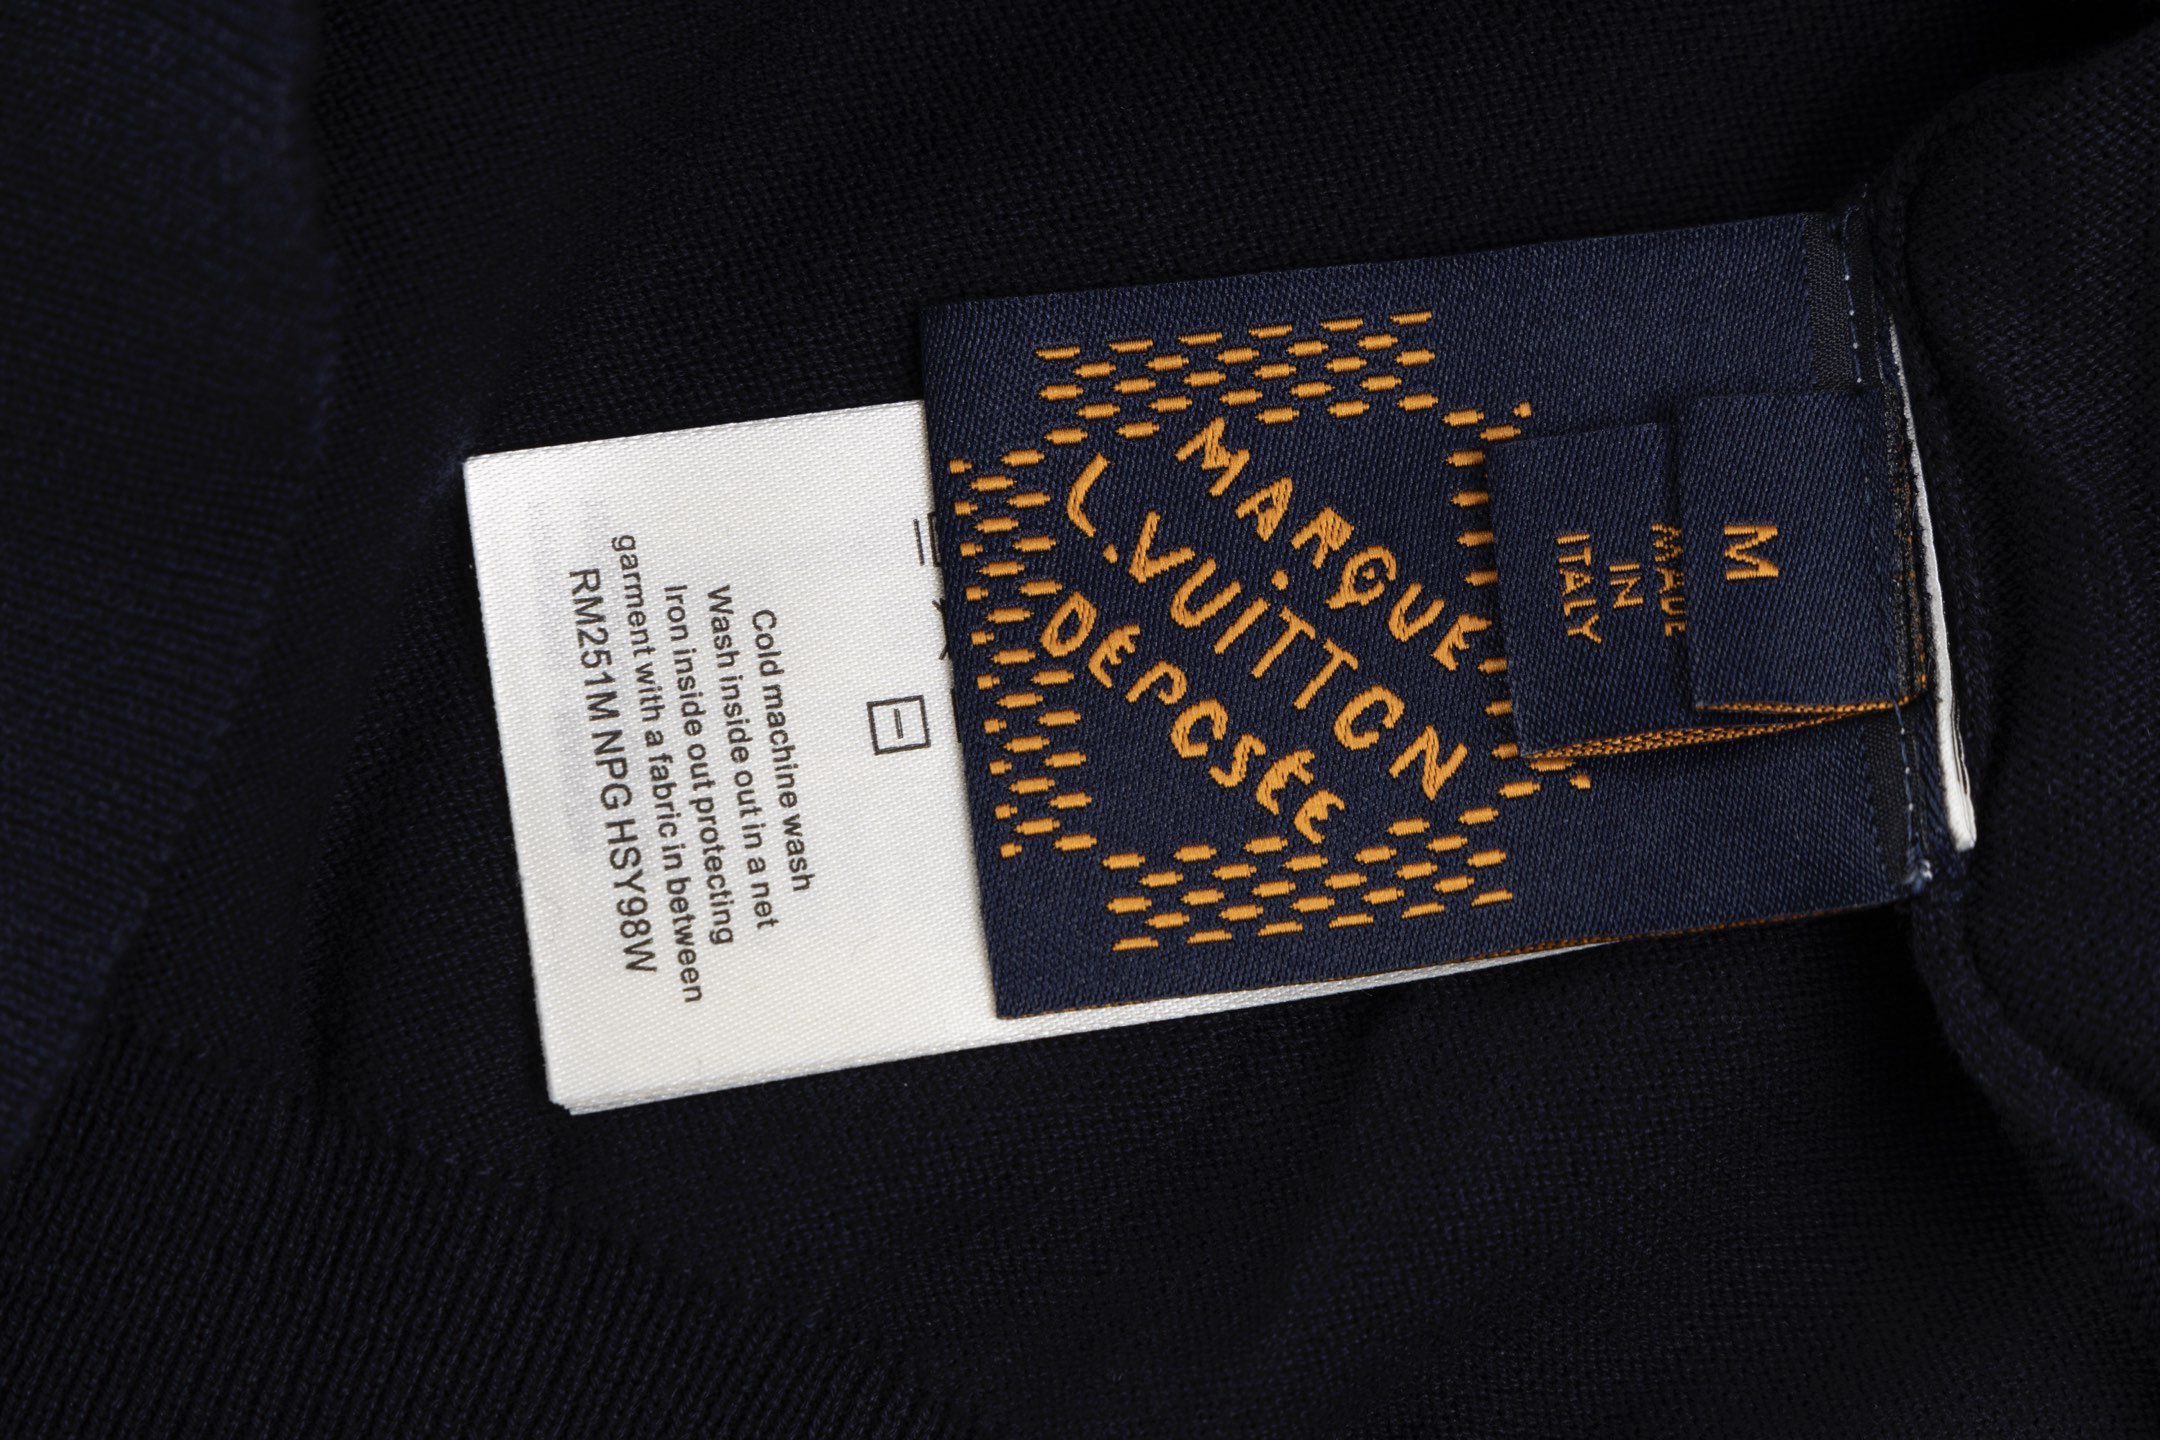 MARQUE
L.VUITTON
DEPOSÉE
M
MADE
IN
ITALY
Cold machine wash
Wash inside out in a net
Iron inside out protecting
garment with a fabric in between
RM251M NPG HSY98W